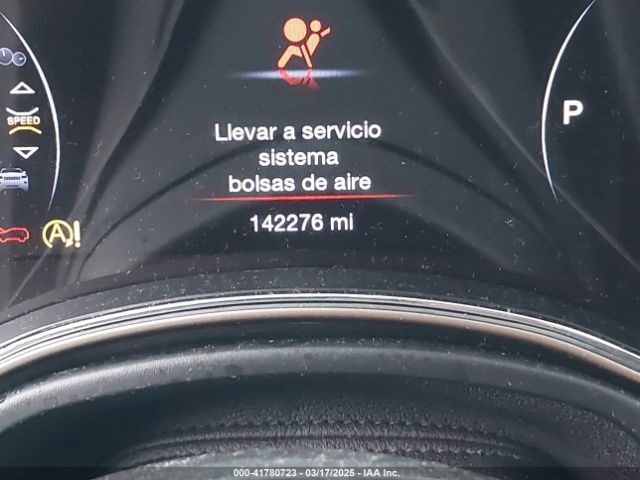 SPEED
P
Llevar a servicio
sistema
bolsas de aire
142276 mi
A!
000-41780723 - 03/17/2025 - IAA Inc.